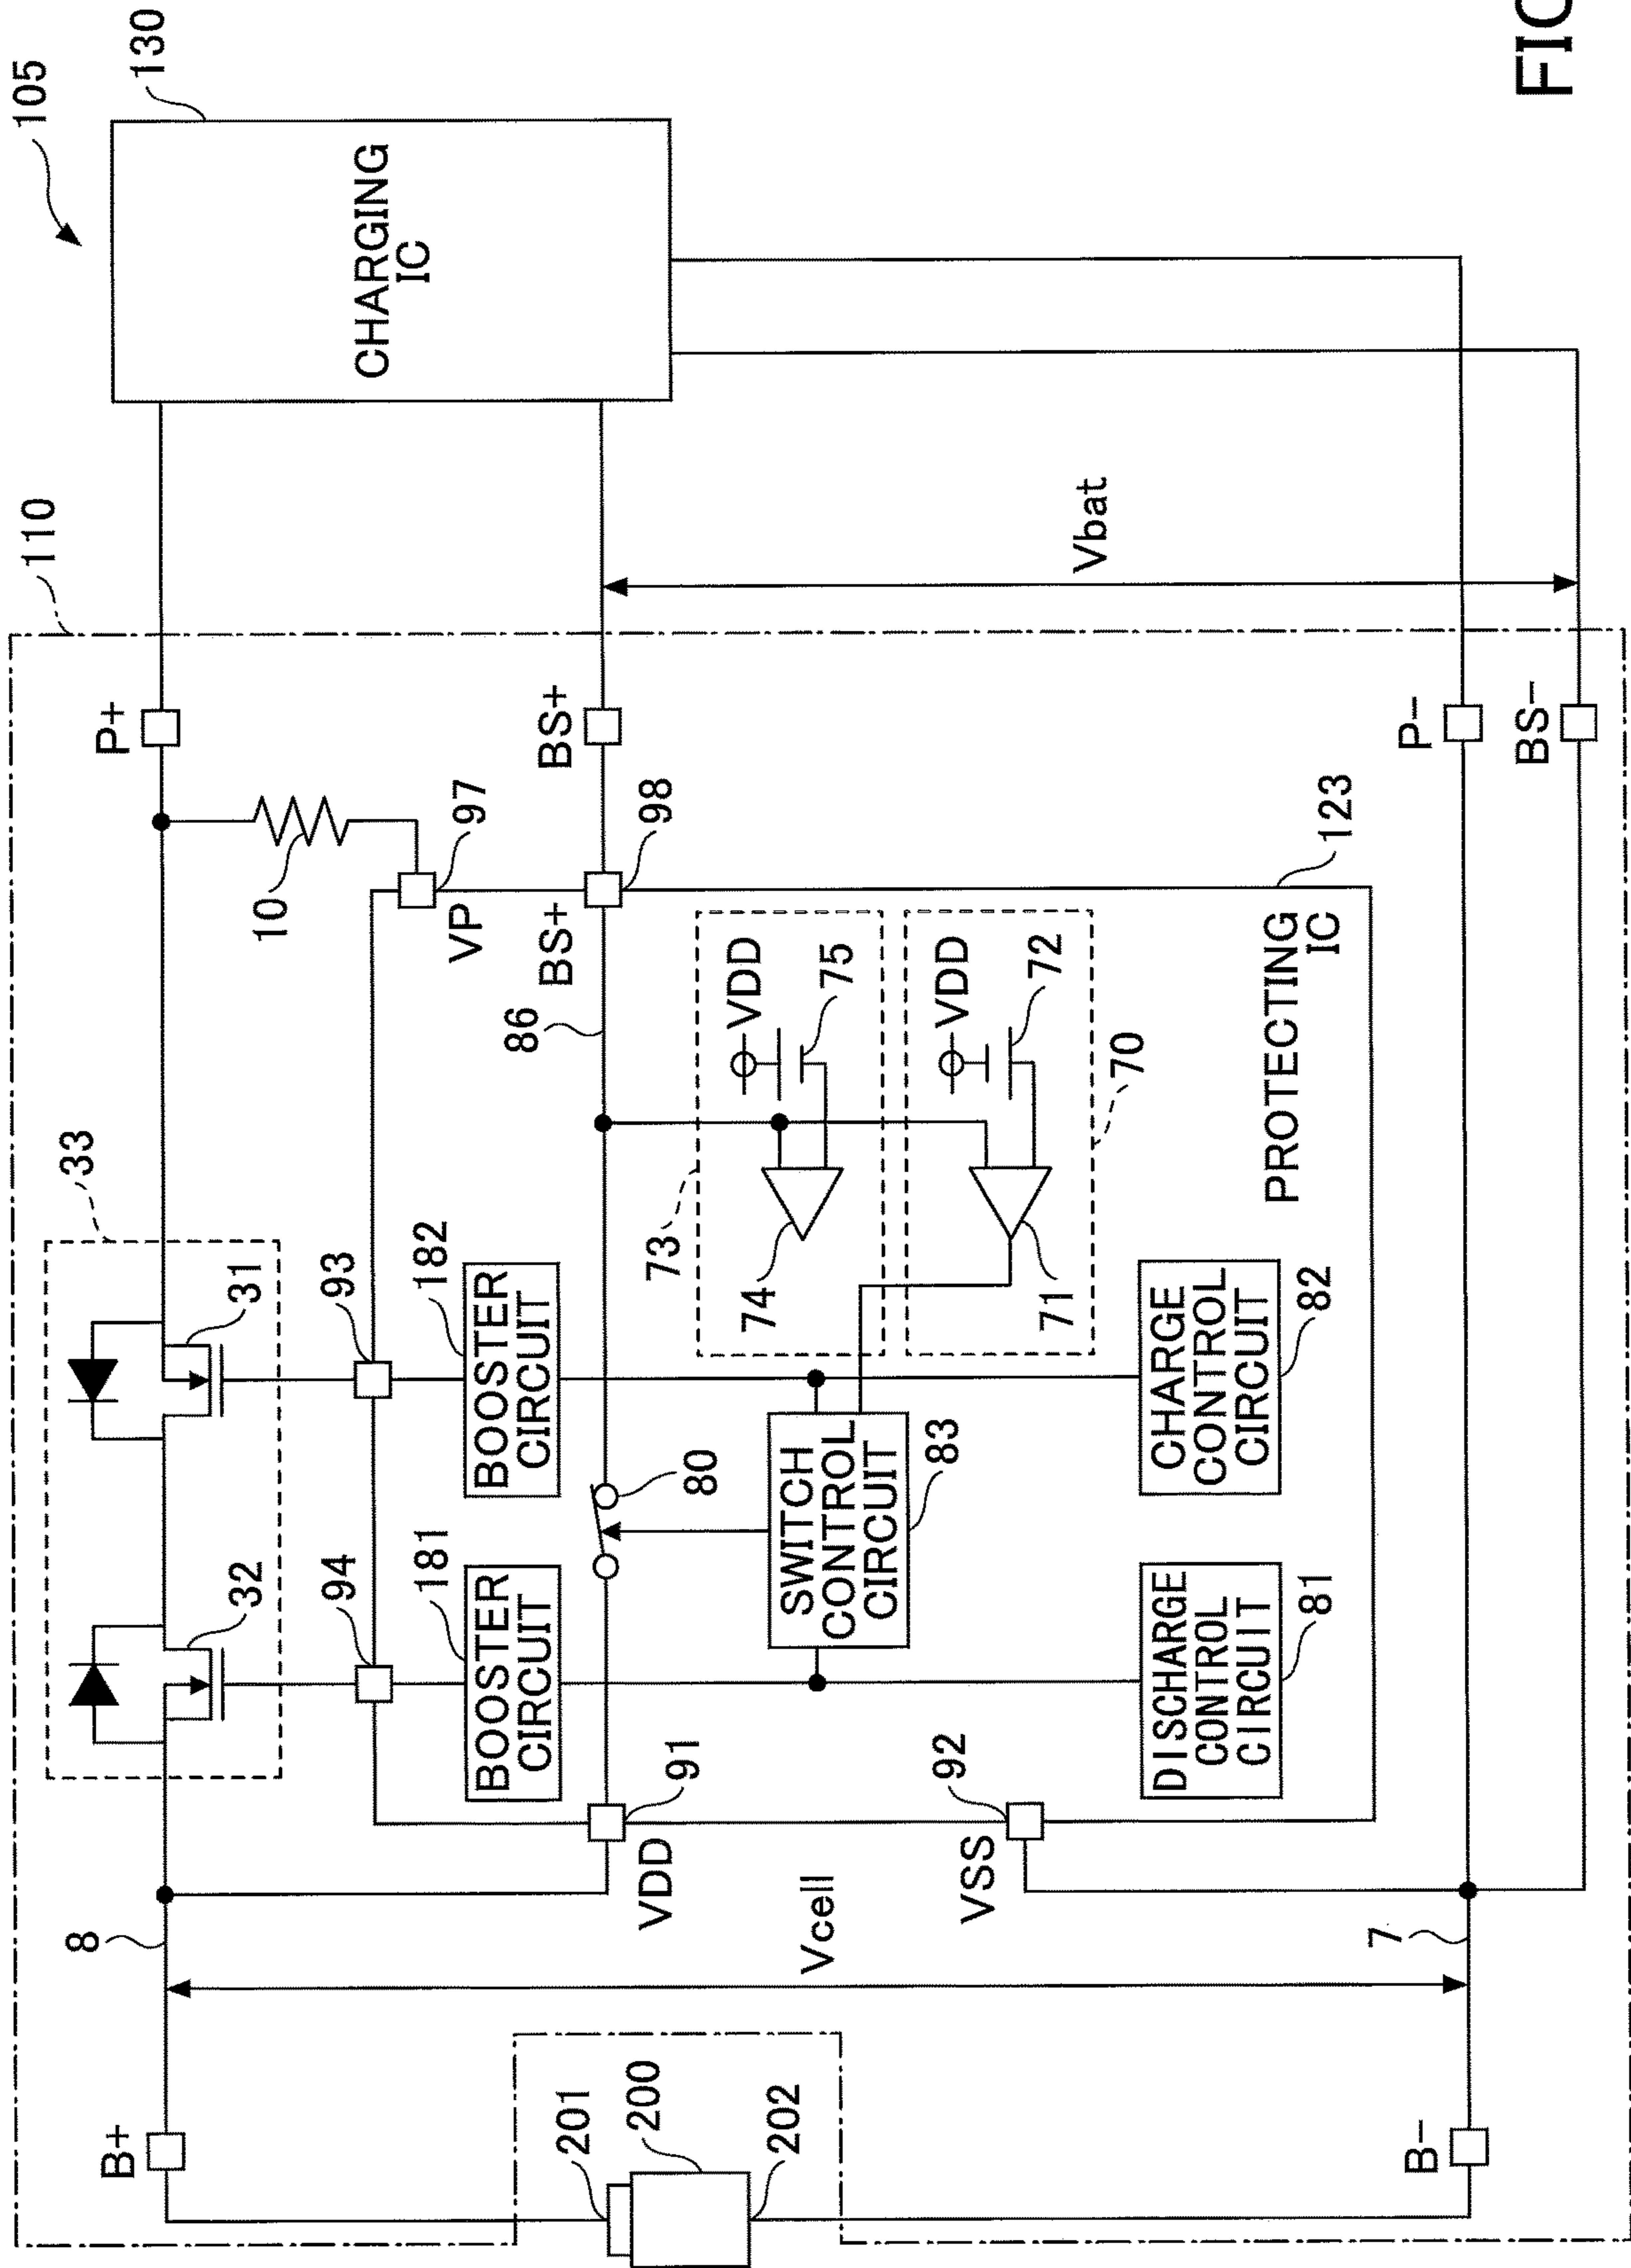 FIG
105
130
CHARGING
IC
110
P+
BS+
P-
BS-
Vbat
10
97
VP
98
BS+
123
PROTECTING
IC
86
VDD
75
VDD
72
70
73
74
71
33
31
32
93
94
182
BOOSTER
CIRCUIT
181
BOOSTER
CIRCUIT
80
SWITCH
CONTROL
CIRCUIT
83
CHARGE
CONTROL
CIRCUIT
82
DISCHARGE
CONTROL
CIRCUIT
81
91
VDD
92
VSS
8
Vcell
7
B+
201
200
202
B-